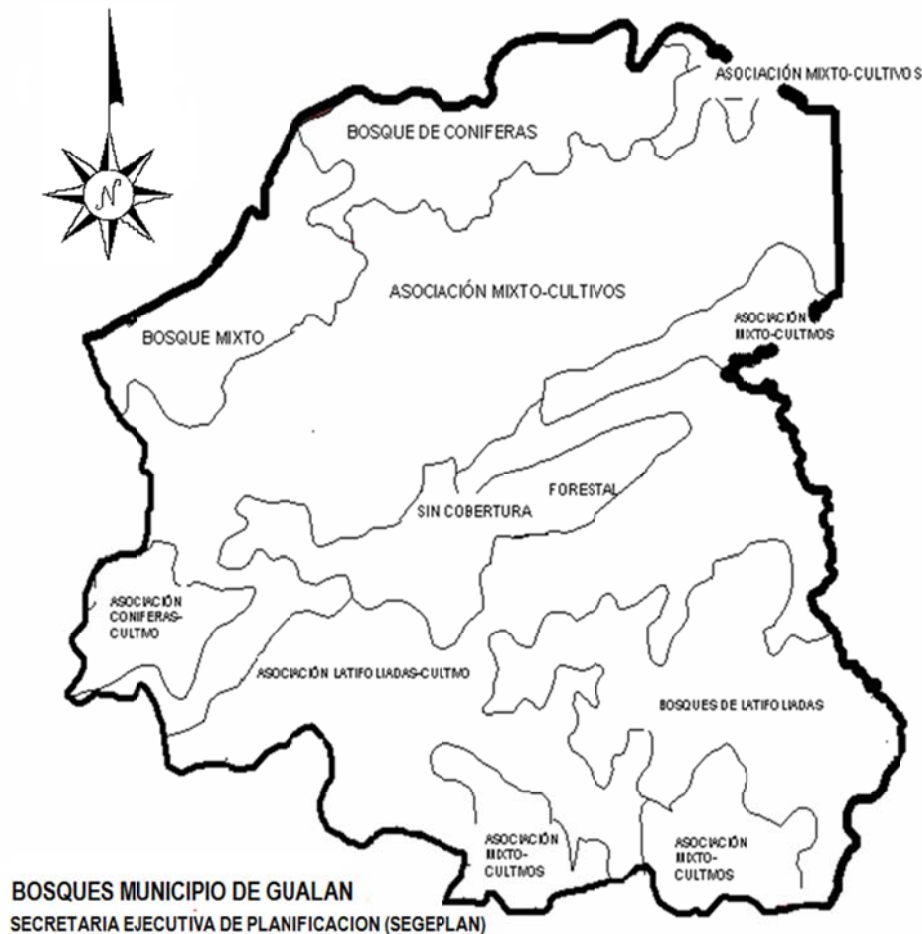 ASOCIACIÓN MIXTO-CULTIVOS
BOSQUE DE CONIFERAS
N
ASOCIACIÓN MIXTO-CULTIVOS
ASOCIACIÓN
MIXTO-CULTIVOS
BOSQUE MIXTO
FORESTAL
SIN COBERTURA
ASOCIACIÓN
CONIFERAS-
CULTIVO
ASOCIACIÓN LATIFOLIADAS-CULTIVO
BOSQUES DE LATIFOLIADAS
ASOCIACIÓN
MIXTO-
CULTIVOS
ASOCIACIÓN
MIXTO-
CULTIVOS
BOSQUES MUNICIPIO DE GUALAN
SECRETARIA EJECUTIVA DE PLANIFICACION (SEGEPLAN)